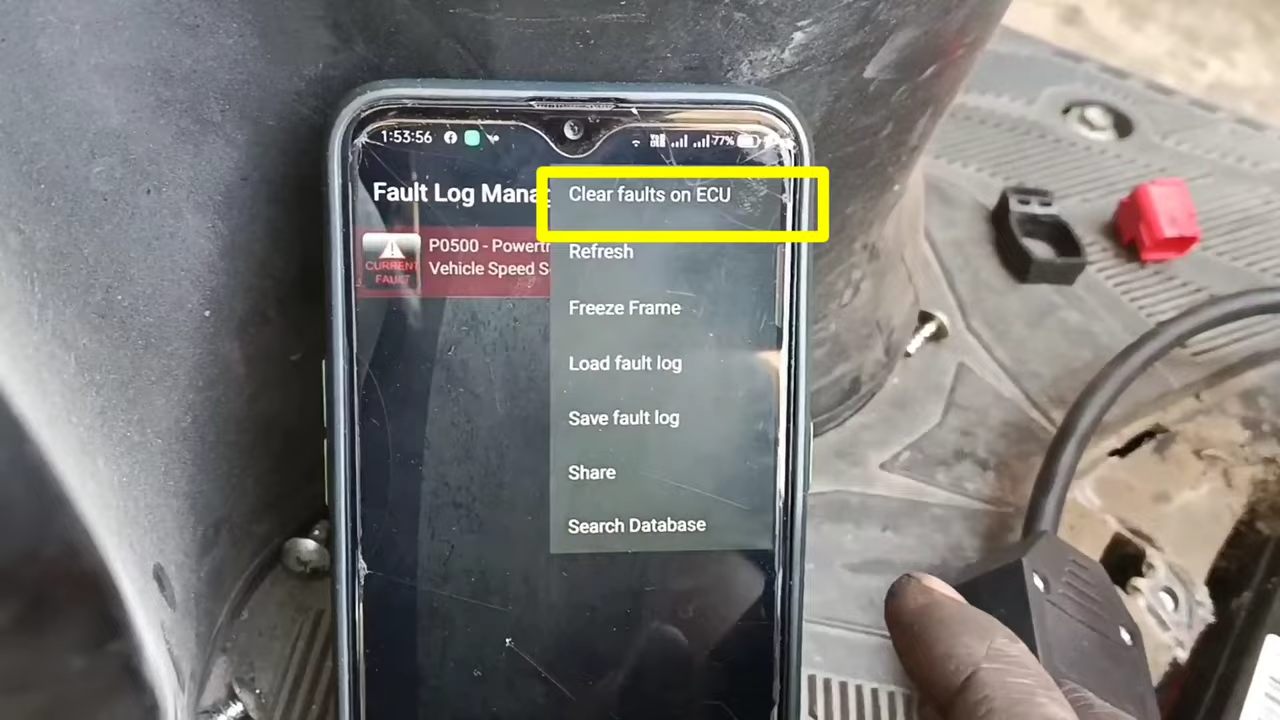 1:53:56
77%
Fault Log Mana
Clear faults on ECU
P0500 - Powert
Vehicle Speed S
CURRENT
FAULT
Refresh
Freeze Frame
Load fault log
Save fault log
Share
Search Database